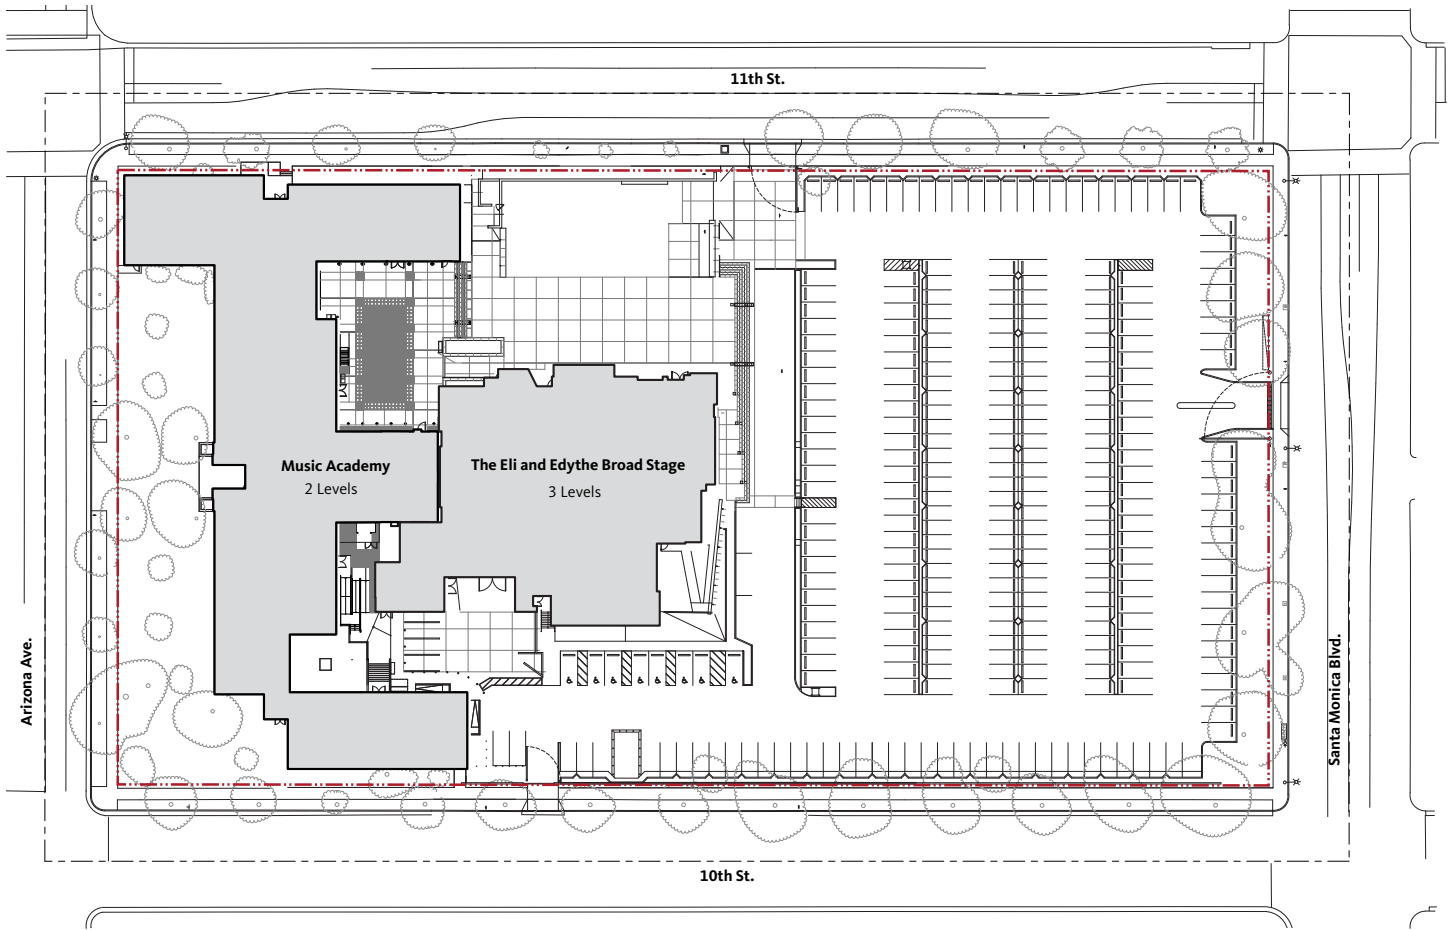 11th St.
Music Academy
2 Levels
The Eli and Edythe Broad Stage
3 Levels
Arizona Ave.
Santa Monica Blvd.
10th St.